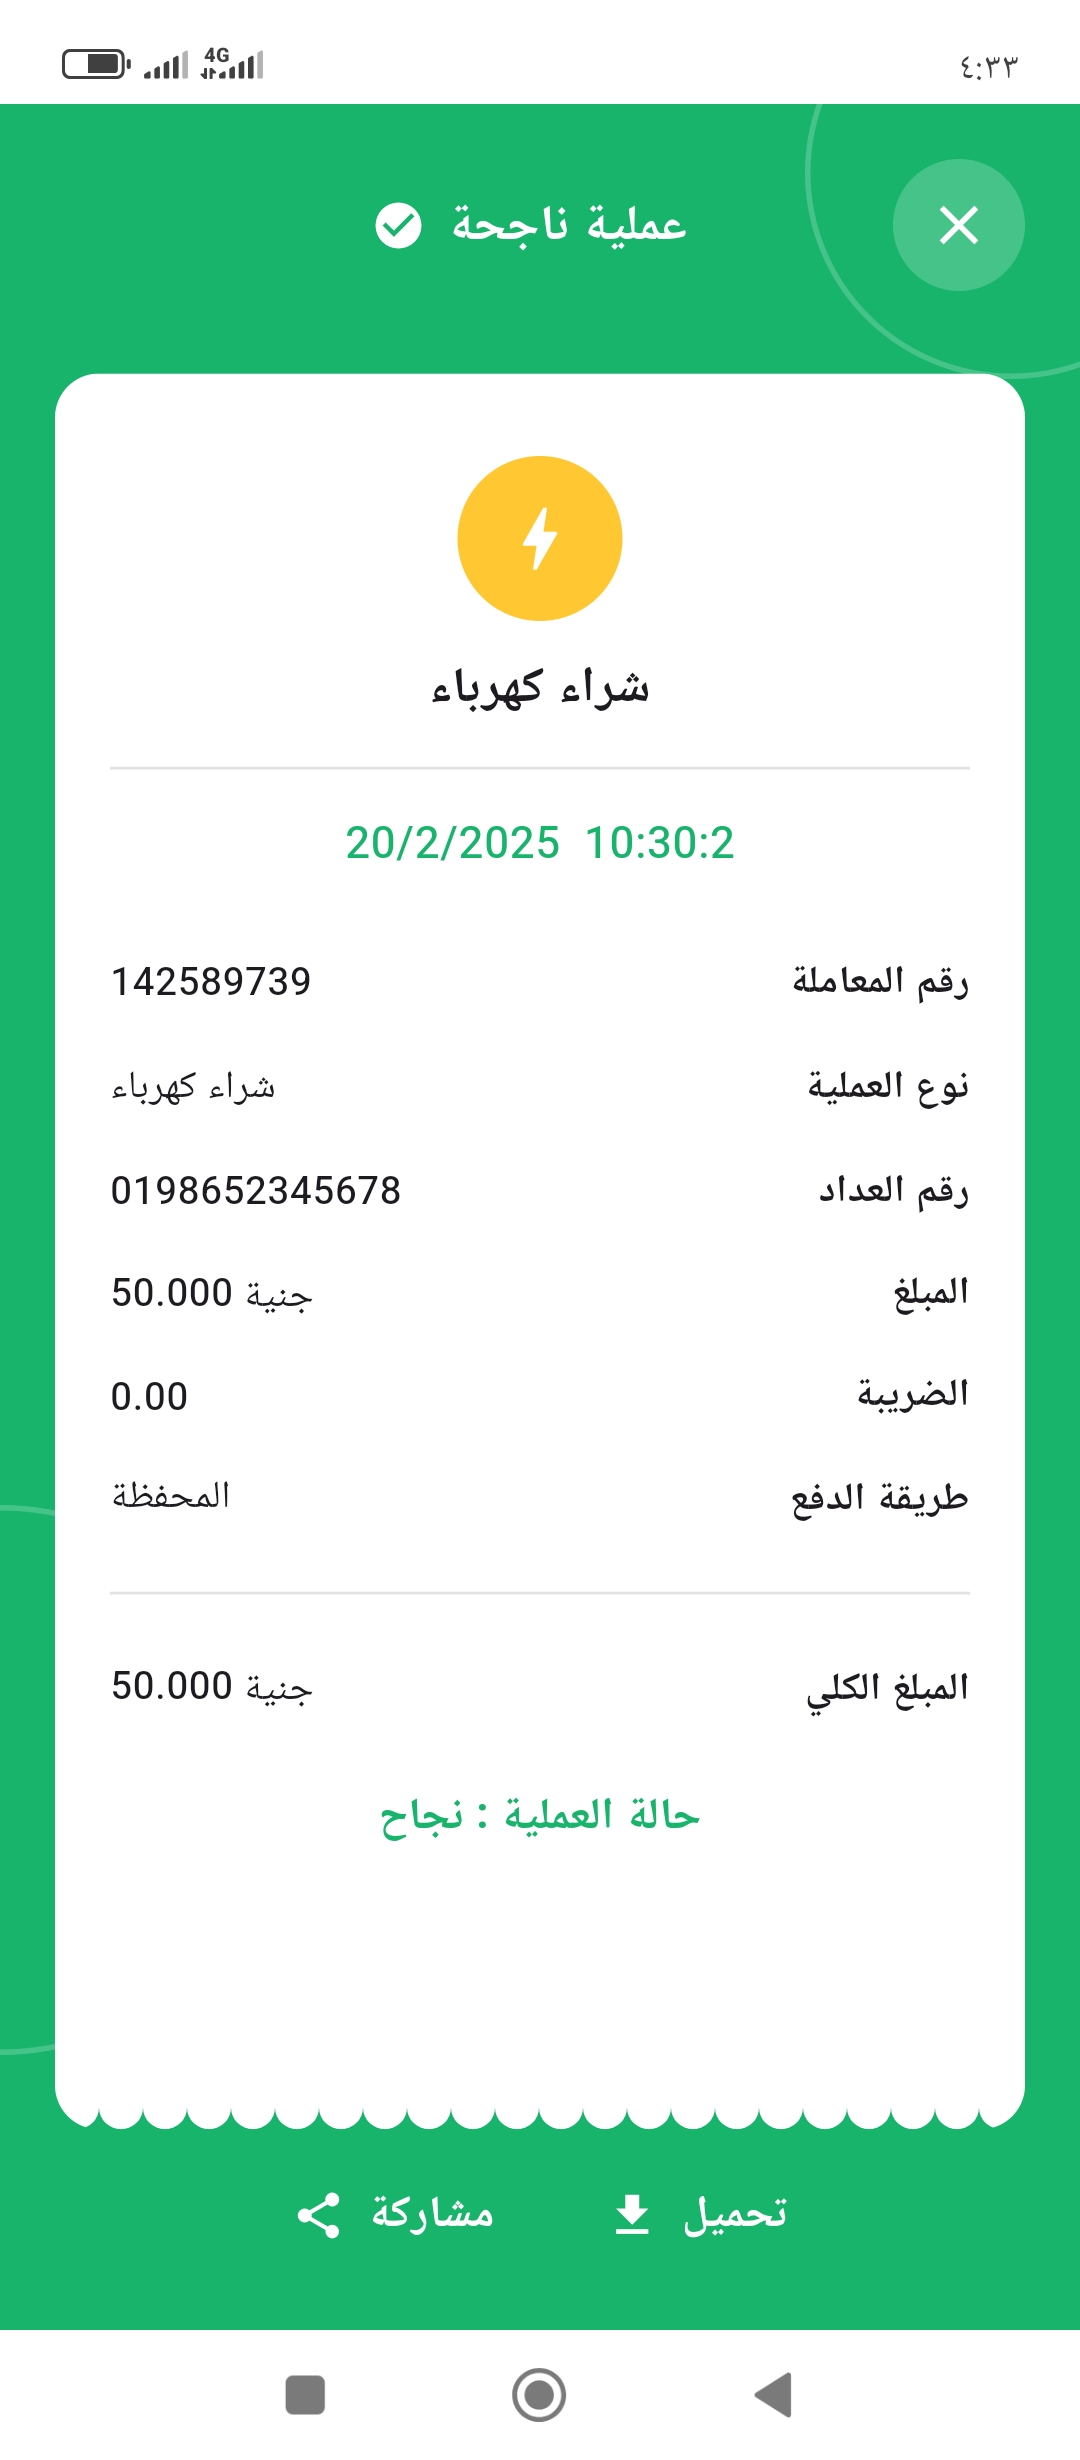 ٤:٣٣ 4G
عملية ناجحة
شراء كهرباء
20/2/2025 10:30:2
رقم المعاملة 142589739
نوع العملية شراء كهرباء
رقم العداد 0198652345678
المبلغ 50.000 جنية
الضريبة 0.00
طريقة الدفع المحفظة
المبلغ الكلي 50.000 جنية
حالة العملية : نجاح
تحميل مشاركة